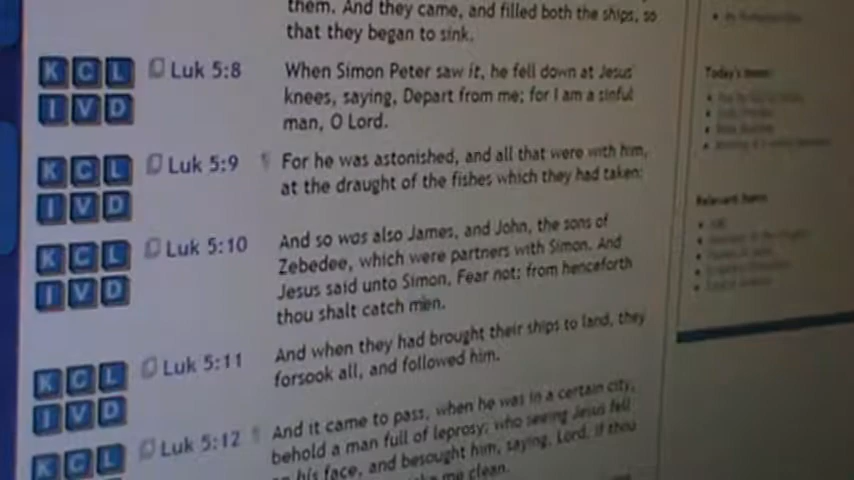 them. And they came, and filled both the ships, so
that they began to sink.
K C L
I V D
Luk 5:8
When Simon Peter saw it, he fell down at Jesus'
knees, saying, Depart from me; for I am a sinful
man, O Lord.
K C L
I V D
Luk 5:9
¶ For he was astonished, and all that were with him,
at the draught of the fishes which they had taken:
K C L
I V D
Luk 5:10
And so was also James, and John, the sons of
Zebedee, which were partners with Simon. And
Jesus said unto Simon, Fear not; from henceforth
thou shalt catch men.
K C L
I V D
Luk 5:11
And when they had brought their ships to land, they
forsook all, and followed him.
K C L
Luk 5:12
¶ And it came to pass, when he was in a certain city,
behold a man full of leprosy: who seeing Jesus fell
on his face, and besought him, saying, Lord, if thou
me clean.
Today's
Relevant Items